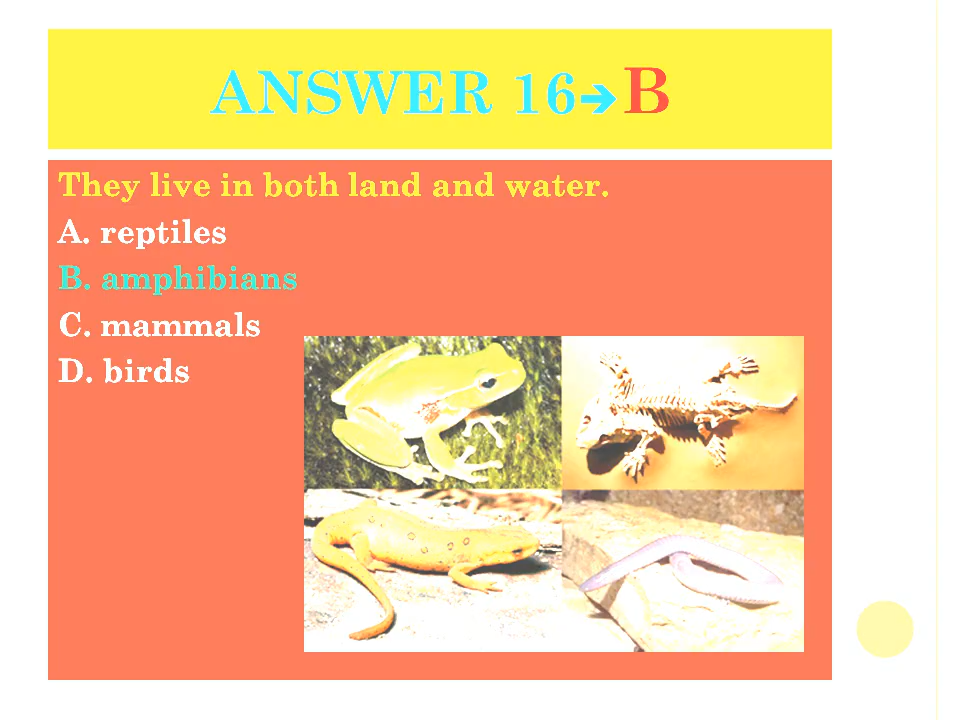 ANSWER 16➔B
They live in both land and water.
A. reptiles
B. amphibians
C. mammals
D. birds